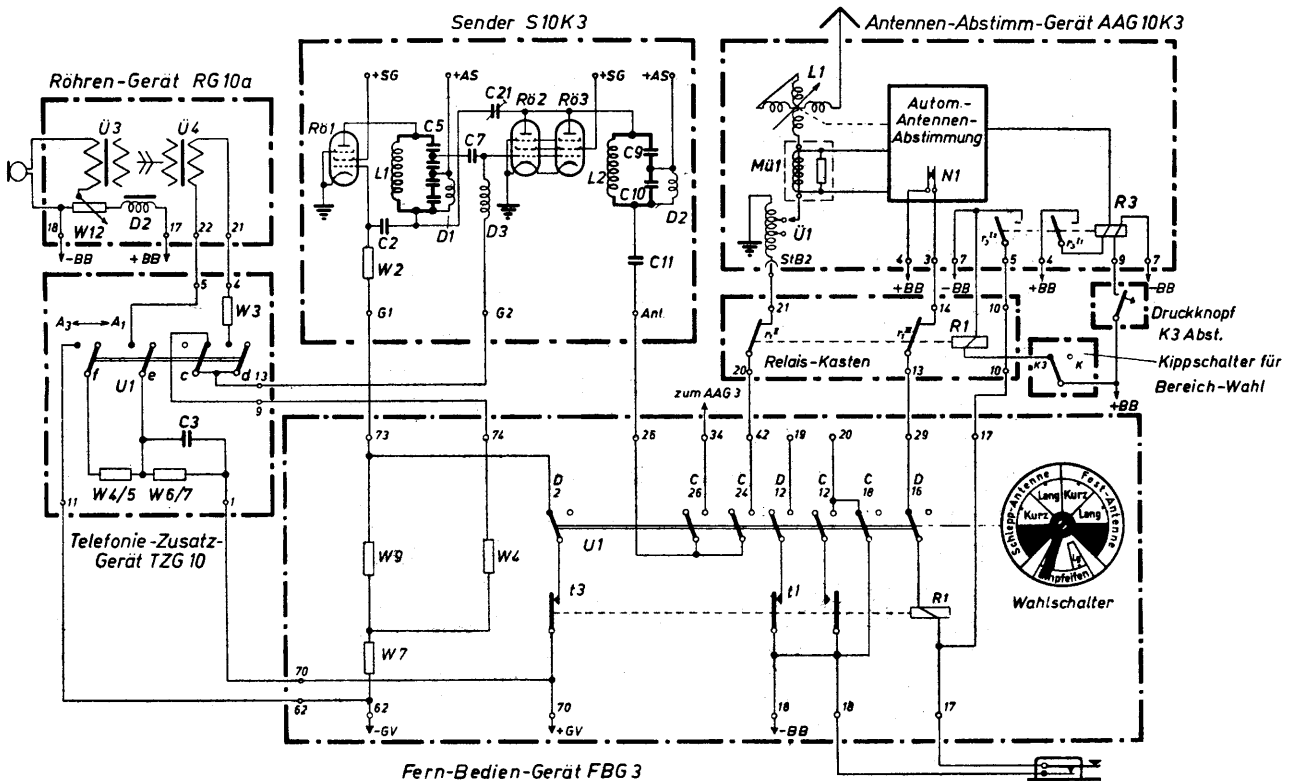 Sender S10K3
Antennen-Abstimm-Gerät AAG10K3
Röhren-Gerät RG10a
+SG
+AS
C21
Rö2
Rö3
+SG
+AS
L1
Autom.-
Antennen-
Abstimmung
Ü3
Ü4
Rö1
C5
C7
C9
L1
L2
C10
Mü1
N1
R3
D2
W12
18
17
22
21
-BB
+BB
C2
D1
D3
D2
Ü1
StB2
4
3
7
5
4
9
7
+BB
-BB
+BB
-BB
W2
C11
5
4
W3
A3
A1
G1
G2
Ant.
21
14
10
R1
Druckknopf
K3 Abst.
Relais-Kasten
K3
K
Kippschalter für
Bereich-Wahl
f
U1
e
c
d
13
9
20
13
10
+BB
zum AAG 3
C3
73
74
26
34
42
19
20
29
17
W4/5
W6/7
11
1
D
2
C
26
C
24
D
12
C
12
C
18
D
16
Schlepp-Antenne
Fest-Antenne
Lang
Kurz
Kurz
Lang
Telefonie-Zusatz-
Gerät TZG 10
W9
W4
U1
Wahlschalter
t3
t1
R1
W7
70
62
62
70
18
18
17
-GV
+GV
-BB
Fern-Bedien-Gerät FBG 3